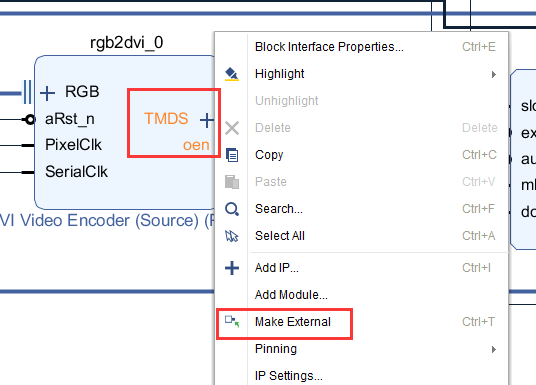 rgb2dvi_0
RGB
aRst_n
PixelClk
SerialClk
TMDS
oen
VI Video Encoder (Source) (
Block Interface Properties... Ctrl+E
Highlight
Unhighlight
Delete Delete
Copy Ctrl+C
Paste Ctrl+V
Search... Ctrl+F
Select All Ctrl+A
Add IP... Ctrl+I
Add Module...
Make External Ctrl+T
Pinning
IP Settings...
slo
ex
au
ml
do